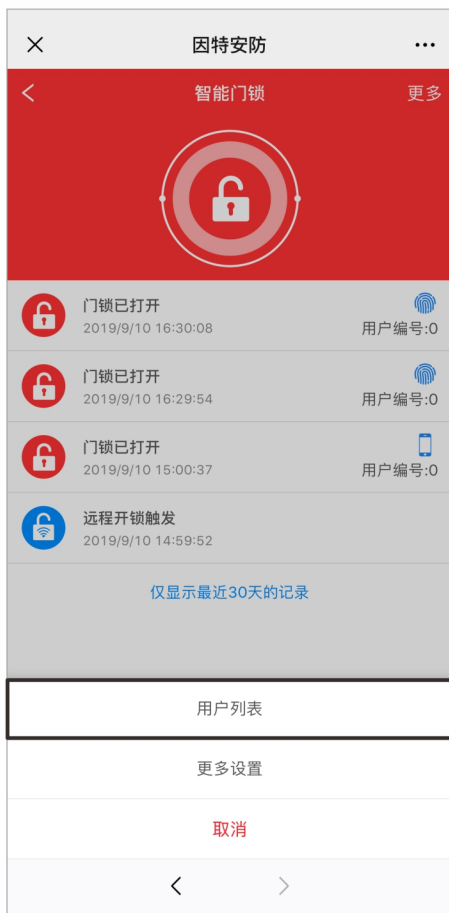 因特安防
智能门锁
更多
门锁已打开
2019/9/10 16:30:08
用户编号:0
门锁已打开
2019/9/10 16:29:54
用户编号:0
门锁已打开
2019/9/10 15:00:37
用户编号:0
远程开锁触发
2019/9/10 14:59:52
仅显示最近30天的记录
用户列表
更多设置
取消